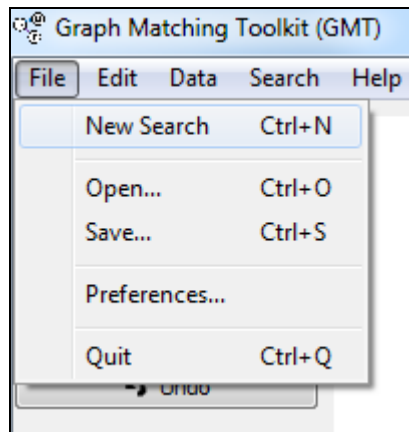 Graph Matching Toolkit (GMT)
File Edit Data Search Help
New Search Ctrl+N
Open... Ctrl+O
Save... Ctrl+S
Preferences...
Quit Ctrl+Q
Undo